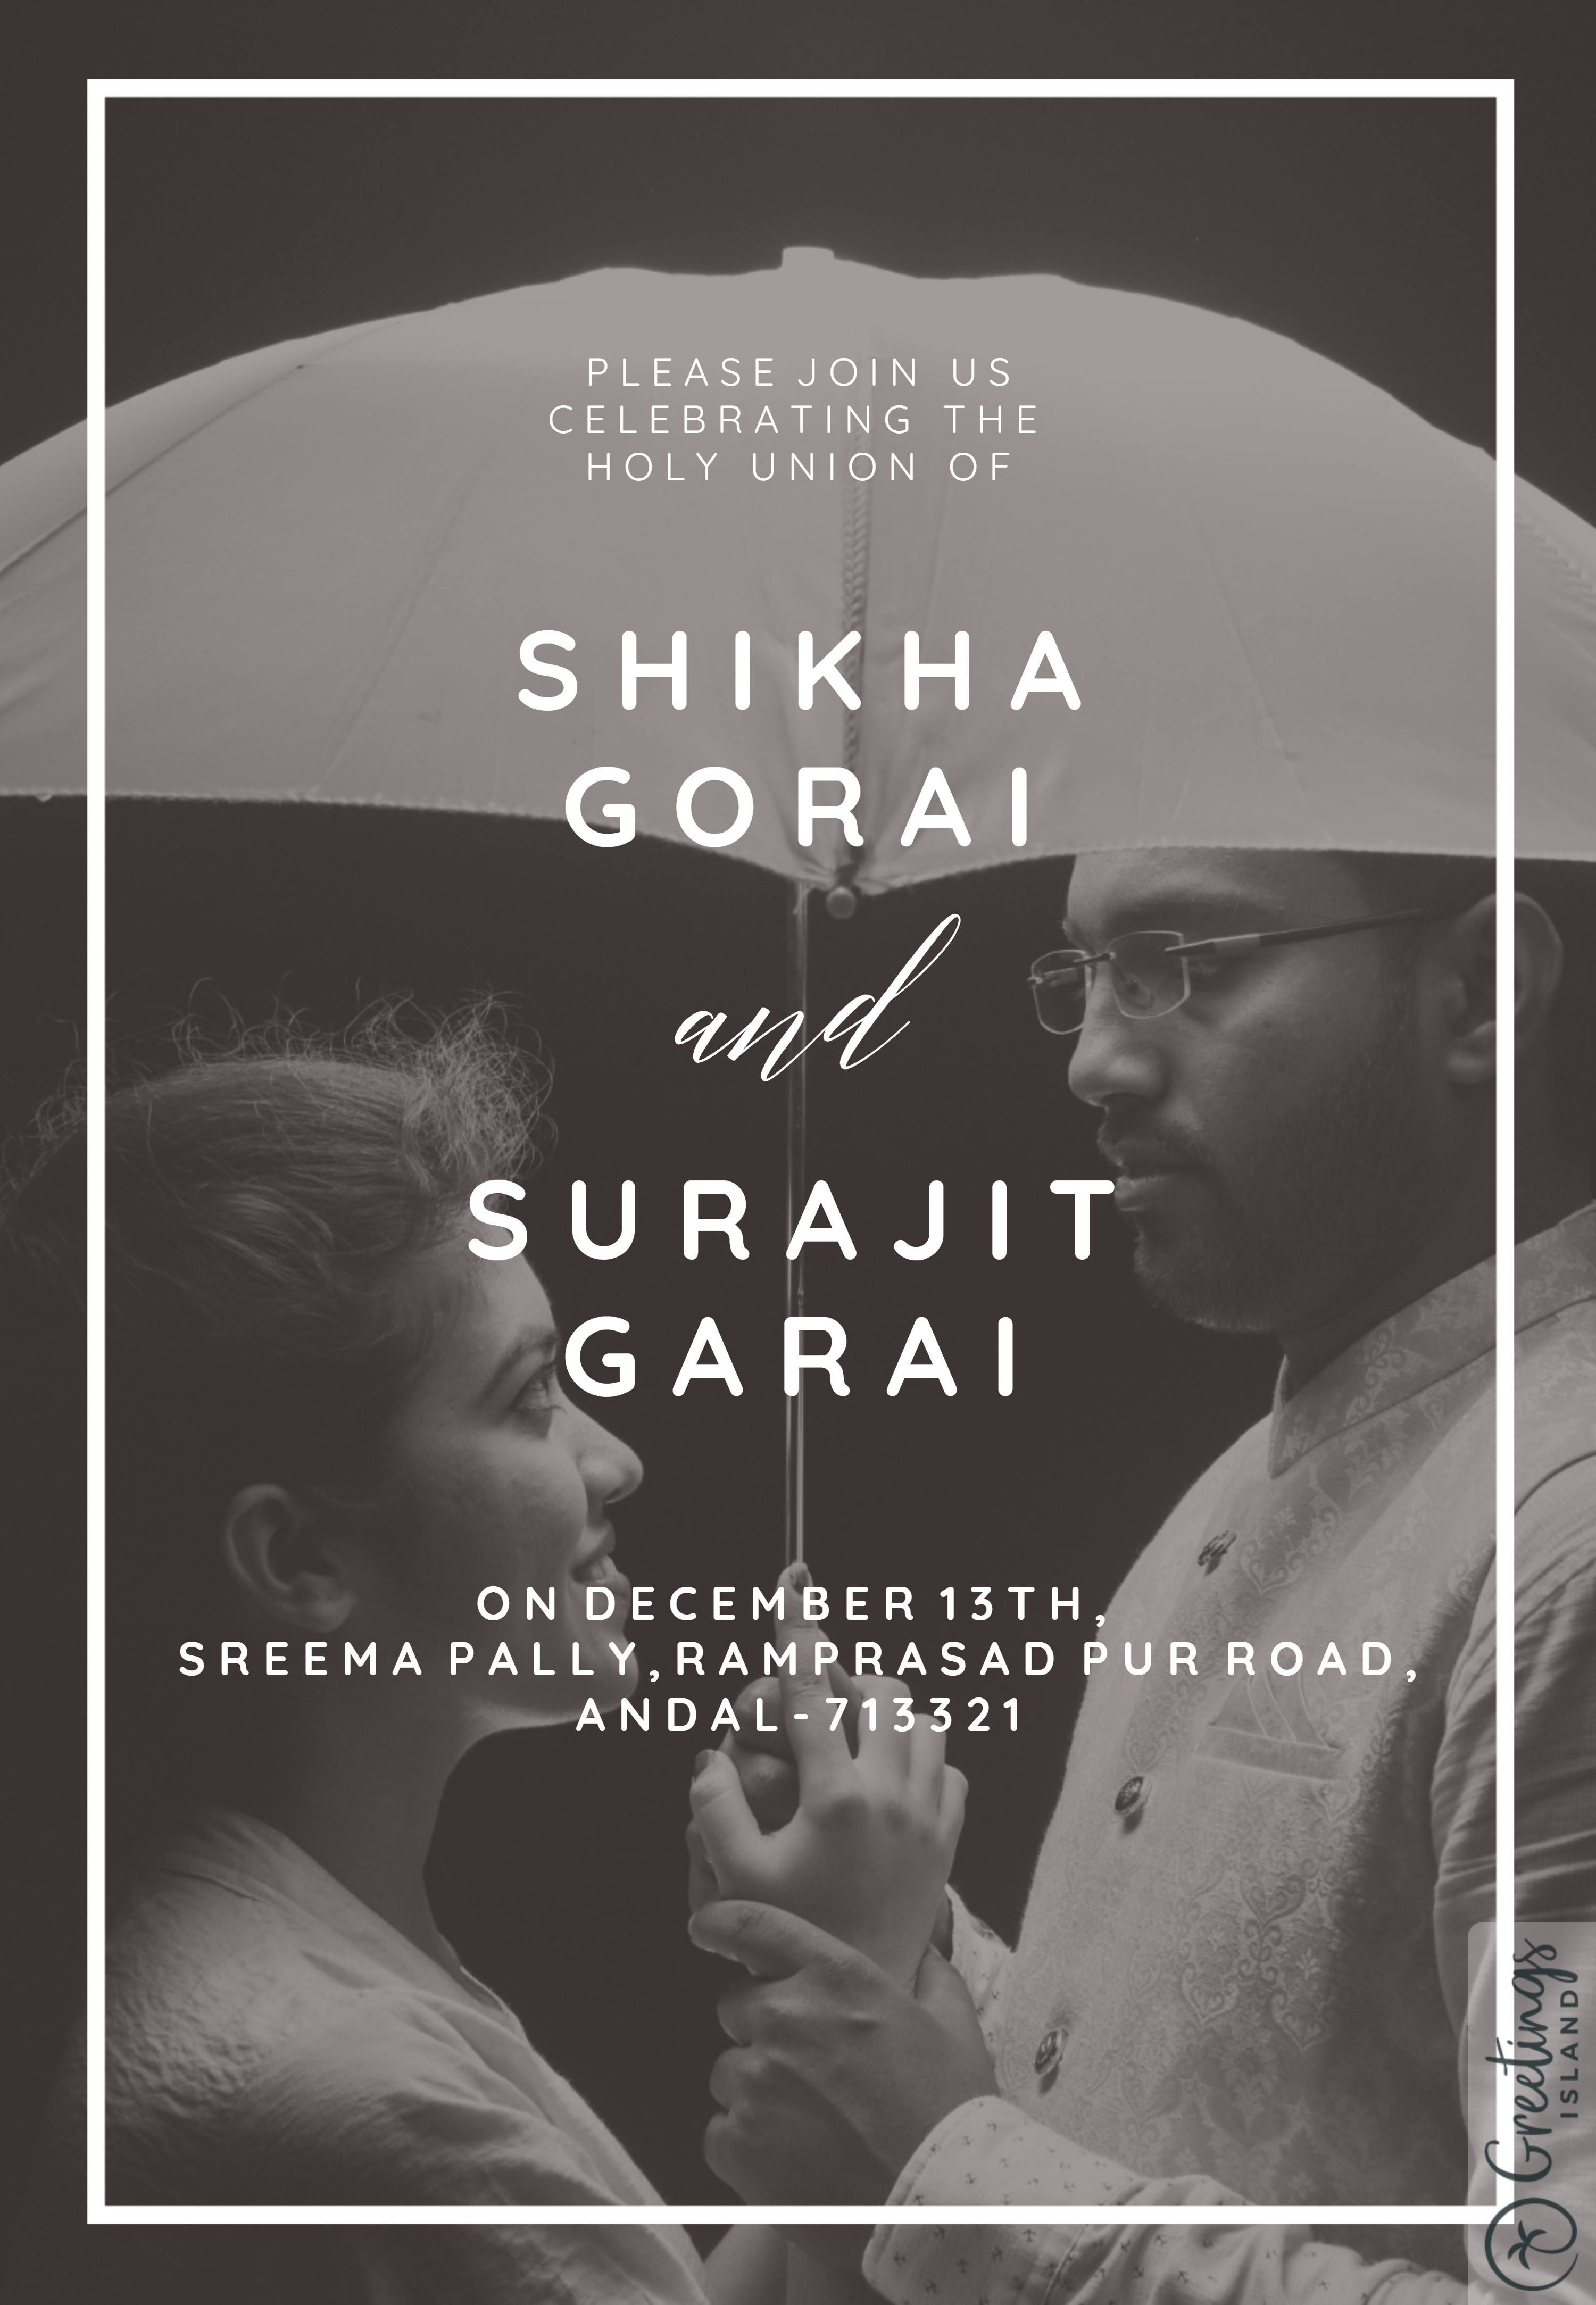 PLEASE JOIN US
CELEBRATING THE
HOLY UNION OF
SHIKHA
GORAI
and
SURAJIT
GARAI
ON DECEMBER 13TH,
SREEMA PALLY,RAMPRASAD PUR ROAD,
ANDAL-713321
Greetings
ISLAND